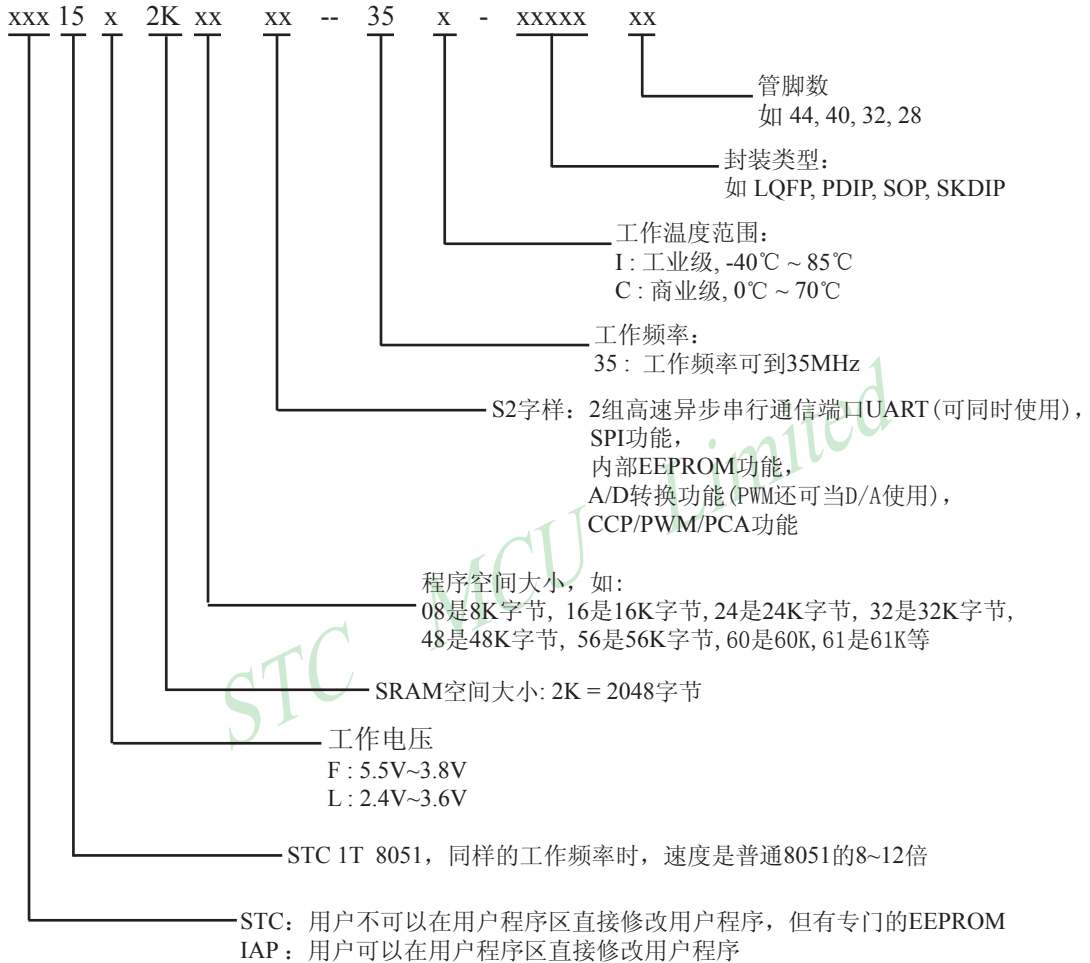 xxx 15 x 2K xx xx -- 35 x - xxxxx xx
管脚数
如 44, 40, 32, 28
封装类型：
如 LQFP, PDIP, SOP, SKDIP
工作温度范围：
I : 工业级, -40℃ ~ 85℃
C : 商业级, 0℃ ~ 70℃
工作频率：
35 : 工作频率可到35MHz
S2字样：2组高速异步串行通信端口UART(可同时使用)，
SPI功能，
内部EEPROM功能，
A/D转换功能(PWM还可当D/A使用)，
CCP/PWM/PCA功能
程序空间大小，如:
08是8K字节, 16是16K字节,24是24K字节, 32是32K字节,
48是48K字节, 56是56K字节,60是60K,61是61K等
SRAM空间大小: 2K = 2048字节
工作电压
F : 5.5V~3.8V
L : 2.4V~3.6V
STC 1T 8051，同样的工作频率时，速度是普通8051的8~12倍
STC：用户不可以在用户程序区直接修改用户程序，但有专门的EEPROM
IAP：用户可以在用户程序区直接修改用户程序
STC MCU Limited